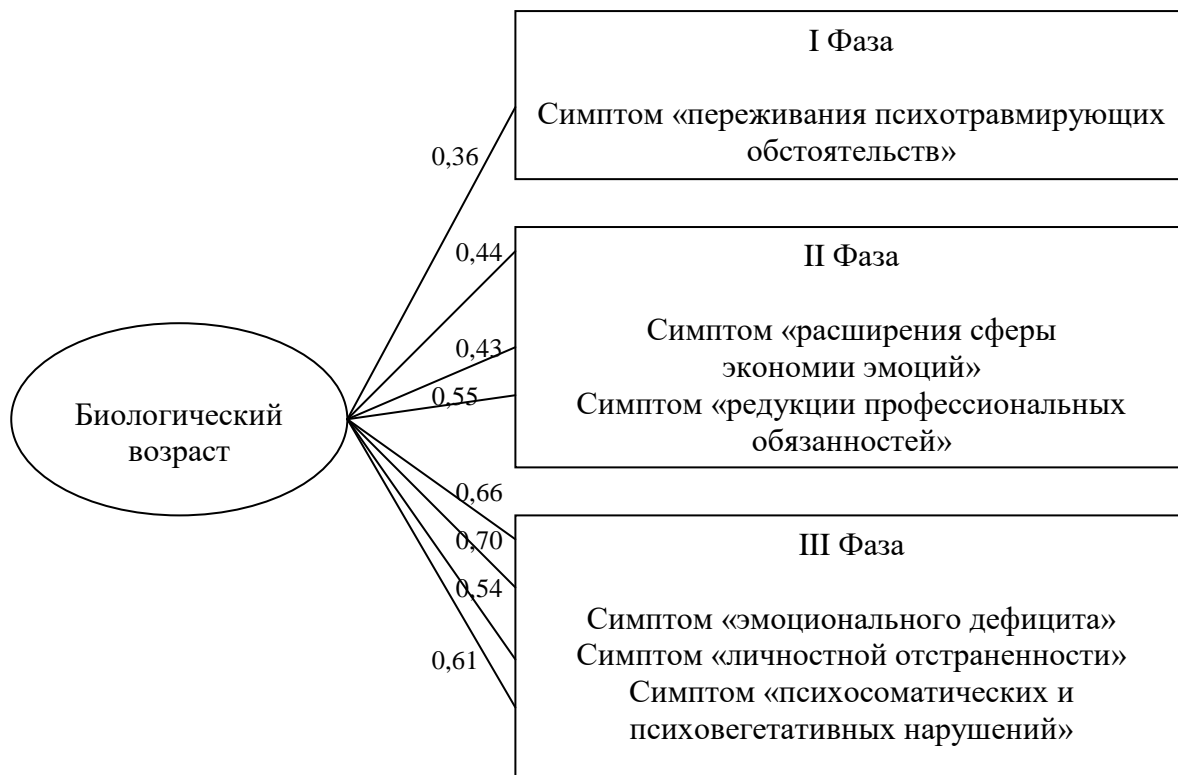 I Фаза
Симптом «переживания психотравмирующих
обстоятельств»
0,36
0,44
II Фаза
Симптом «расширения сферы
экономии эмоций»
Симптом «редукции профессиональных
обязанностей»
0,43
0,55
Биологический
возраст
0,66
0,70
0,54
0,61
III Фаза
Симптом «эмоционального дефицита»
Симптом «личностной отстраненности»
Симптом «психосоматических и
психовегетативных нарушений»